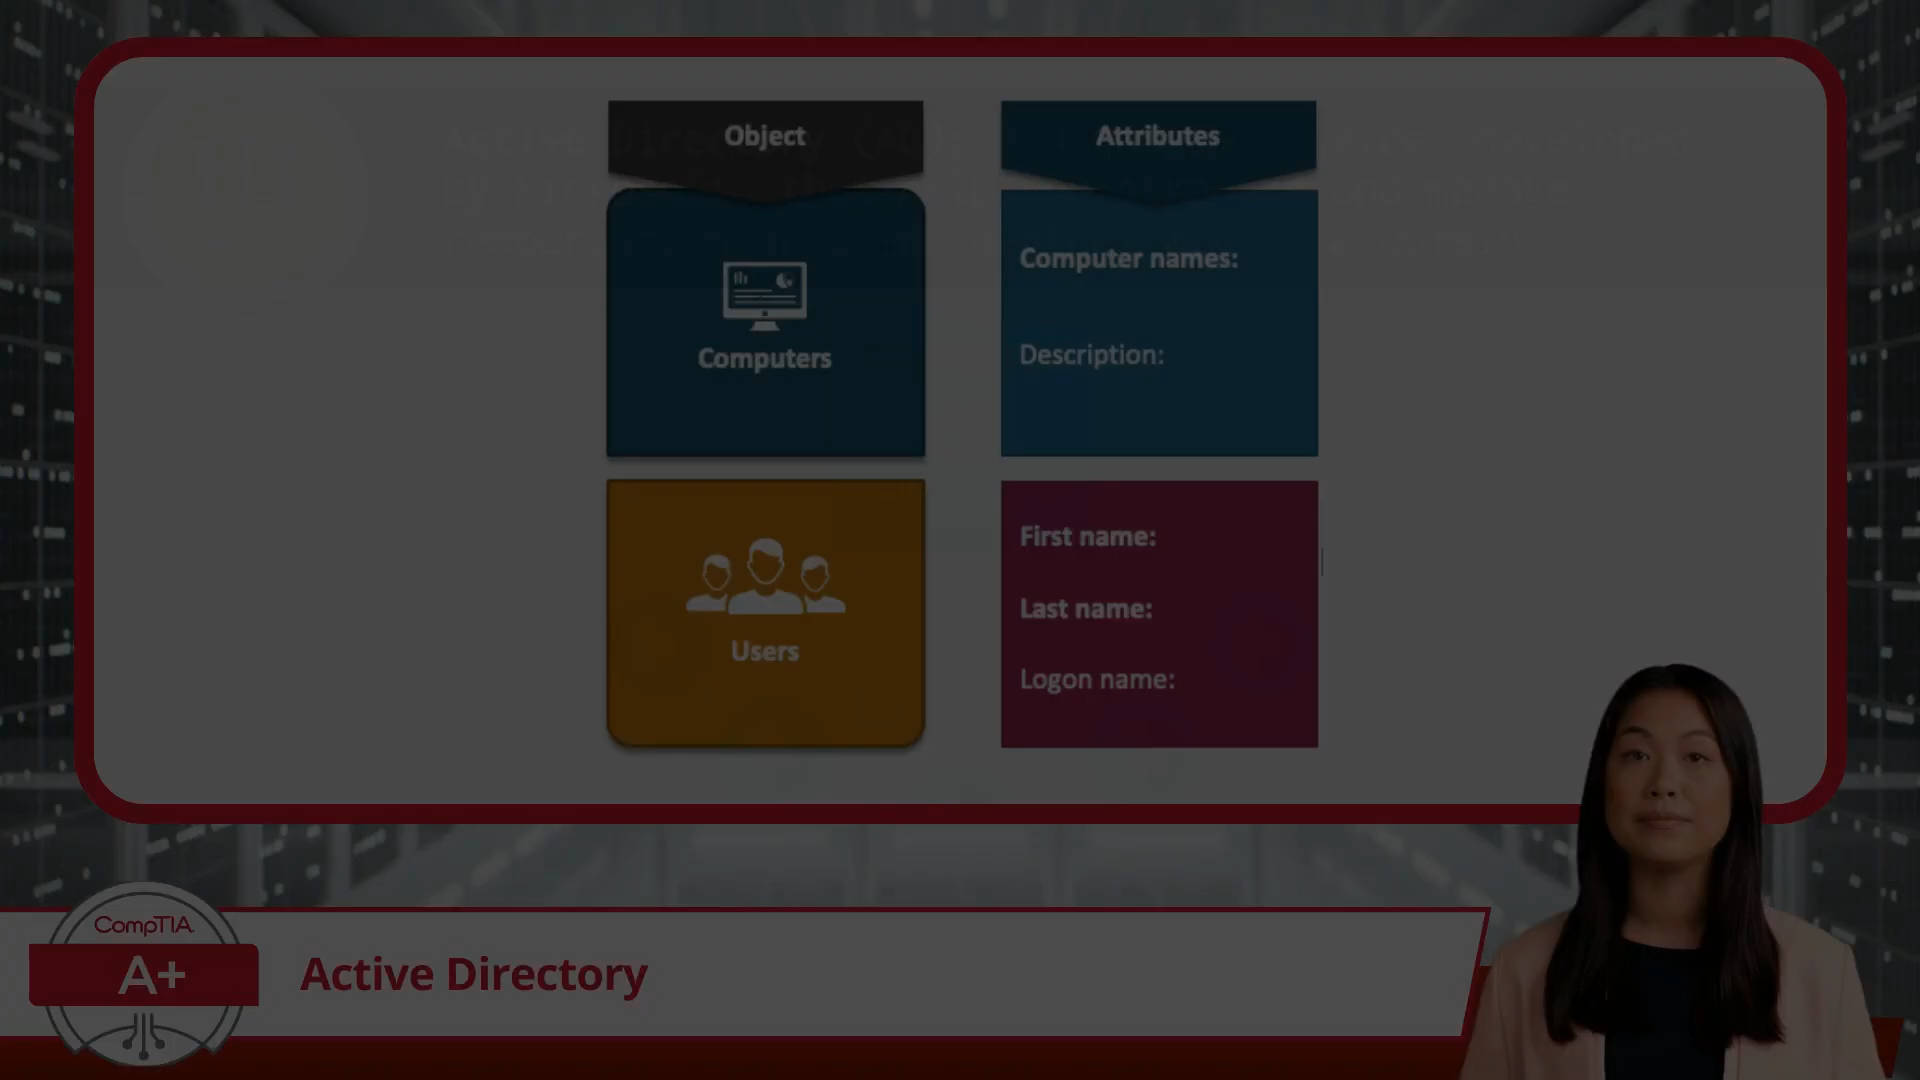 Object
Attributes
Computers
Computer names:
Description:
Users
First name:
Last name:
Logon name:
CompTIA
A+
Active Directory